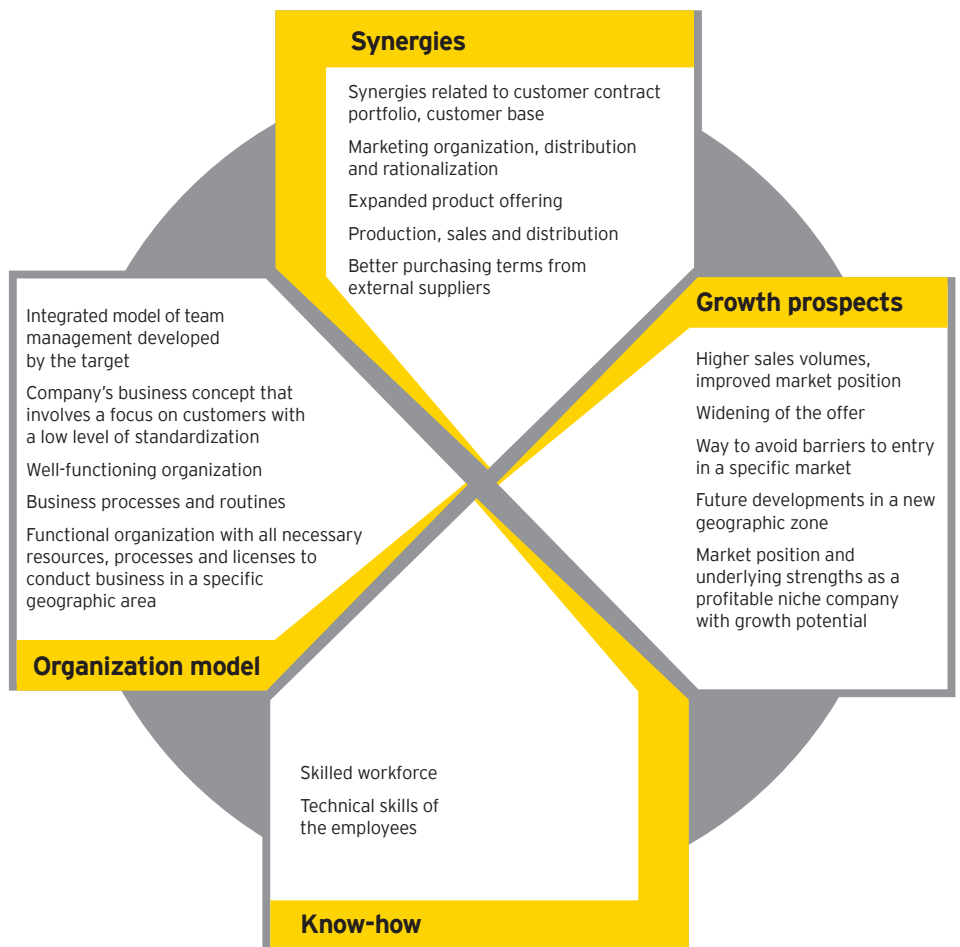 Synergies
Synergies related to customer contract
portfolio, customer base
Marketing organization, distribution
and rationalization
Expanded product offering
Production, sales and distribution
Better purchasing terms from
external suppliers
Growth prospects
Higher sales volumes,
improved market position
Widening of the offer
Way to avoid barriers to entry
in a specific market
Future developments in a new
geographic zone
Market position and
underlying strengths as a
profitable niche company
with growth potential
Integrated model of team
management developed
by the target
Company’s business concept that
involves a focus on customers with
a low level of standardization
Well-functioning organization
Business processes and routines
Functional organization with all necessary
resources, processes and licenses to
conduct business in a specific
geographic area
Organization model
Skilled workforce
Technical skills of
the employees
Know-how